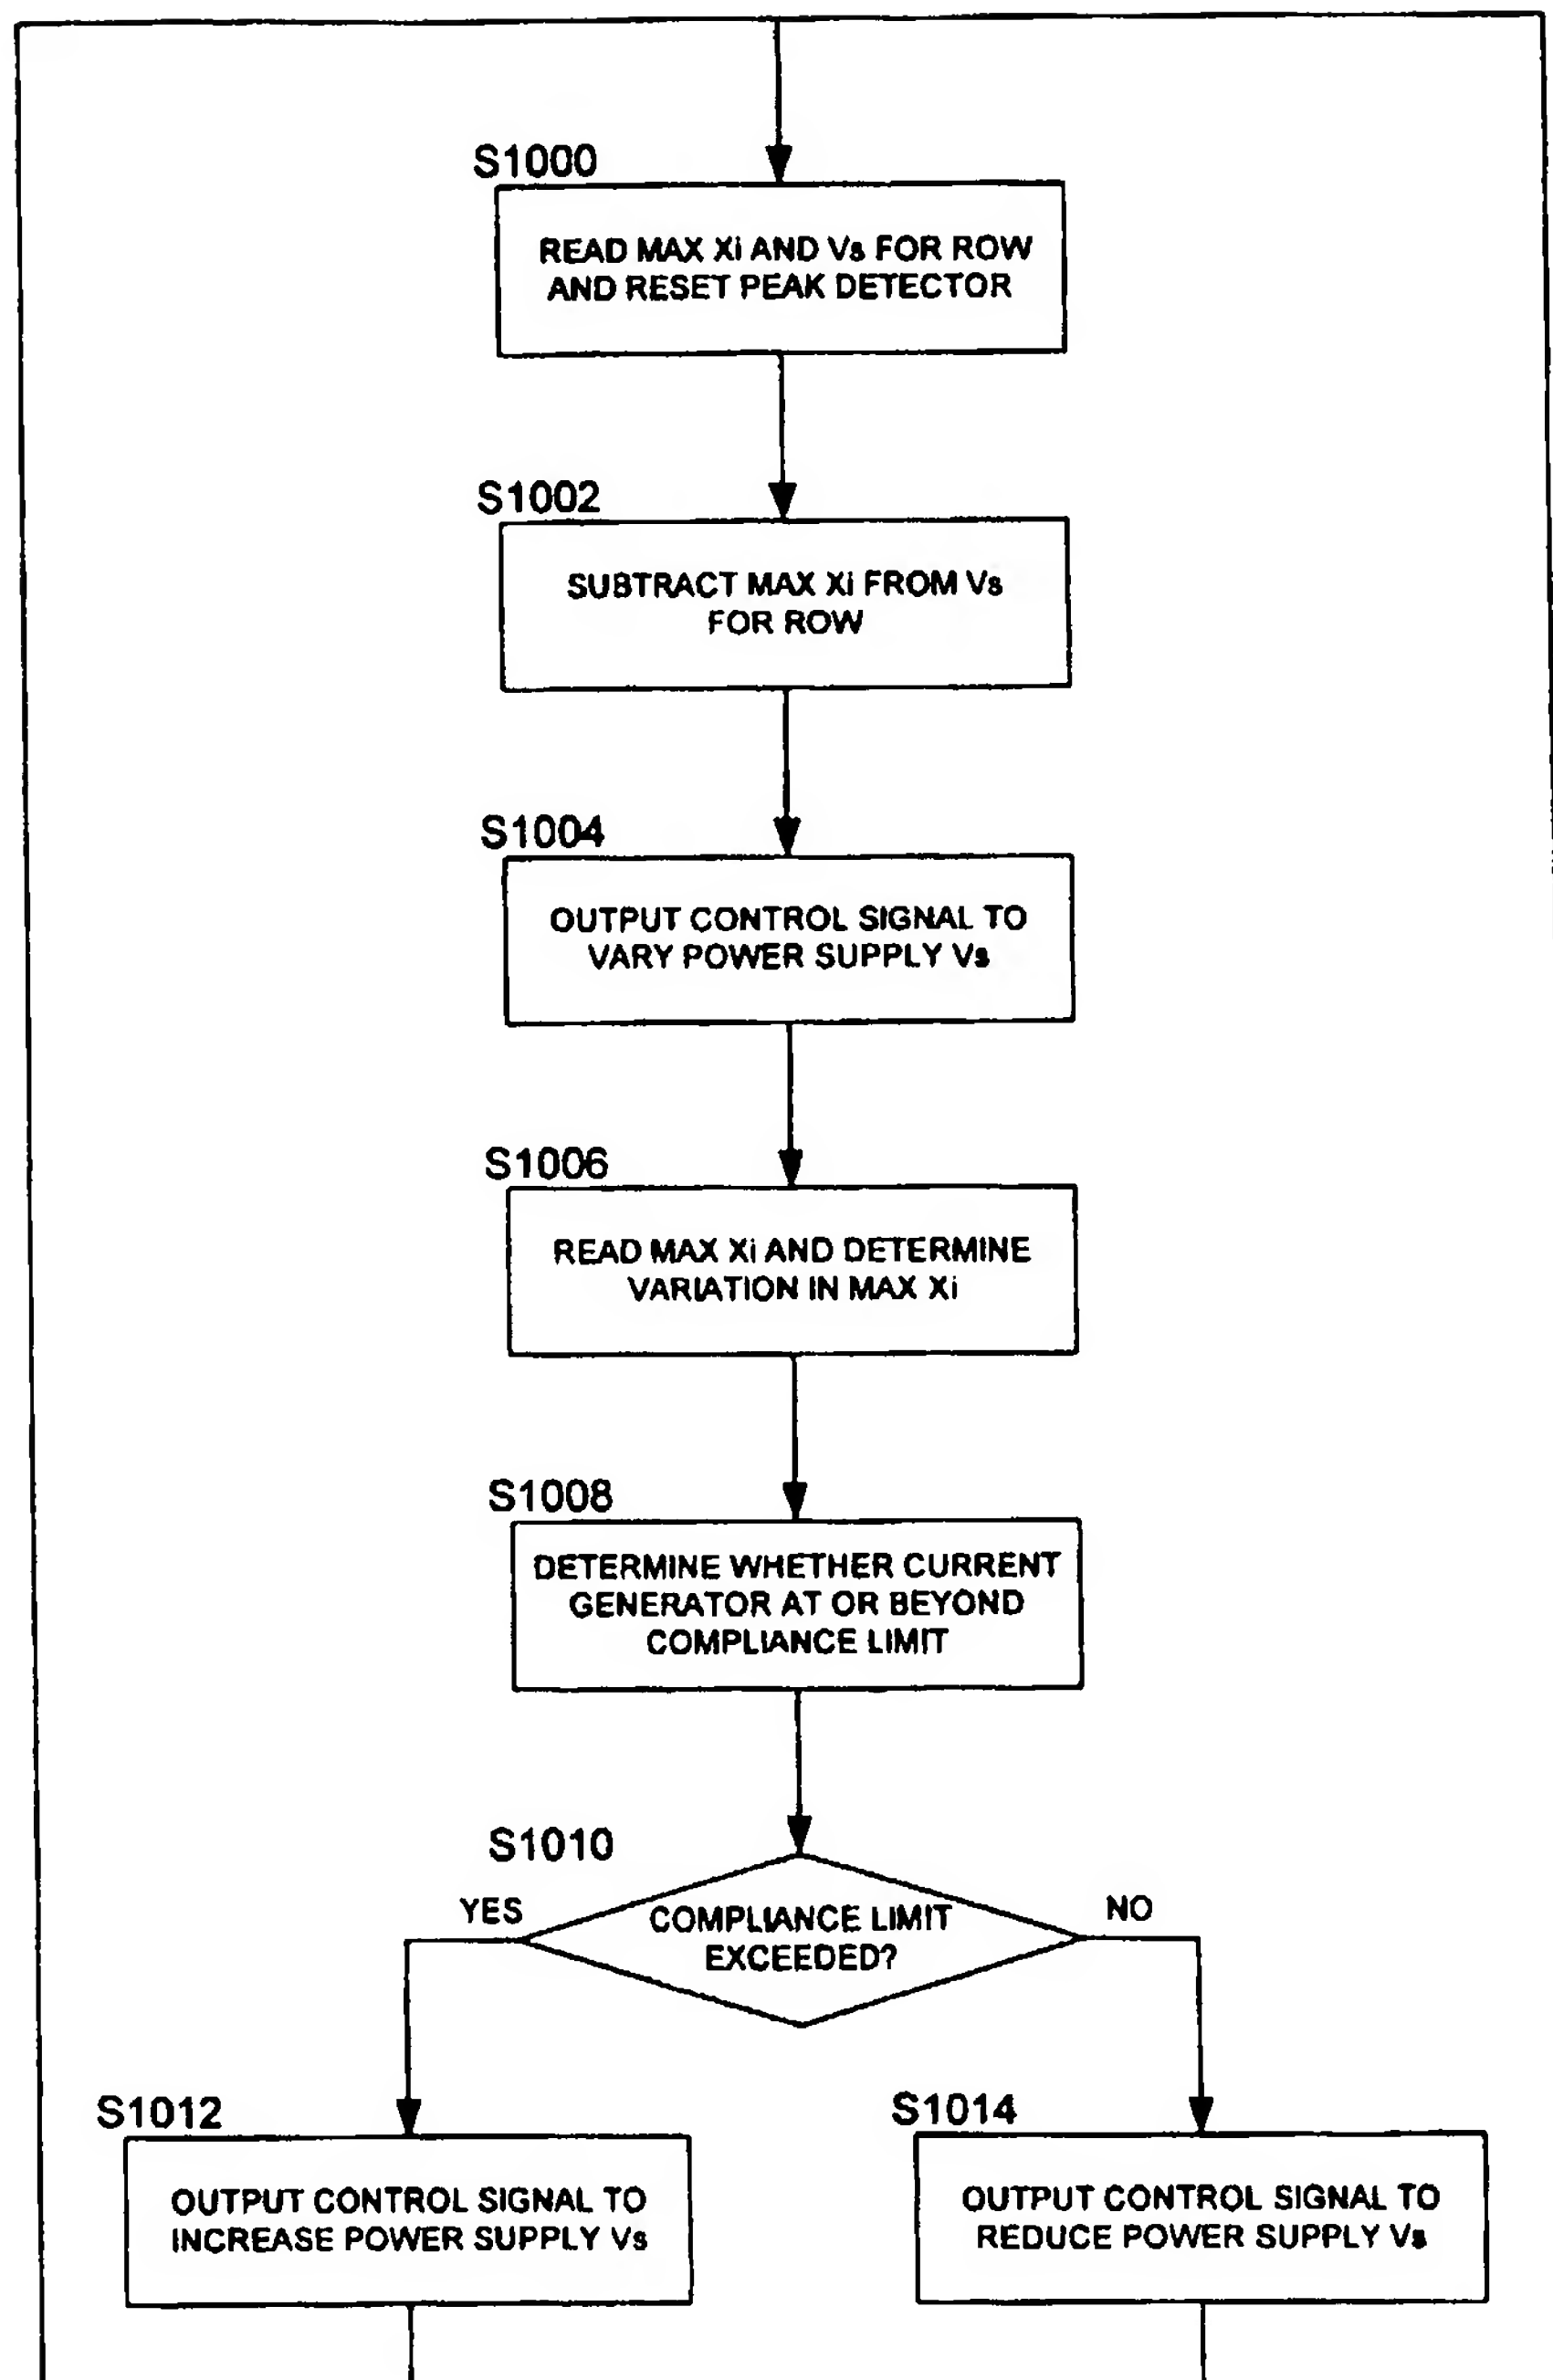 S1000
READ MAX Xi AND Vs FOR ROW
AND RESET PEAK DETECTOR
S1002
SUBTRACT MAX Xi FROM Vs
FOR ROW
S1004
OUTPUT CONTROL SIGNAL TO
VARY POWER SUPPLY Vs
S1006
READ MAX Xi AND DETERMINE
VARIATION IN MAX Xi
S1008
DETERMINE WHETHER CURRENT
GENERATOR AT OR BEYOND
COMPLIANCE LIMIT
S1010
YES
COMPLIANCE LIMIT
EXCEEDED?
NO
S1012
OUTPUT CONTROL SIGNAL TO
INCREASE POWER SUPPLY Vs
S1014
OUTPUT CONTROL SIGNAL TO
REDUCE POWER SUPPLY Vs